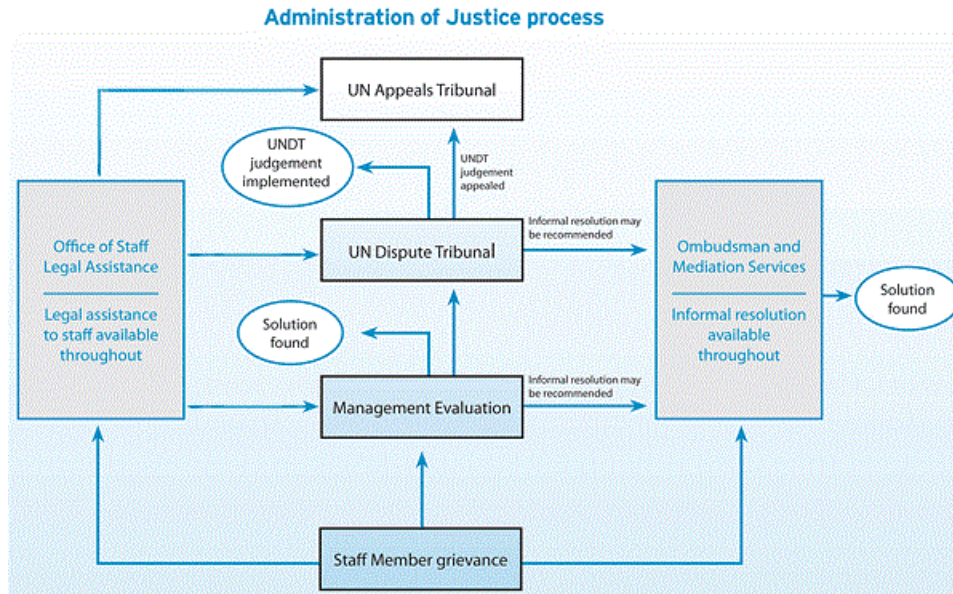 Administration of Justice process
UN Appeals Tribunal
UNDT
judgement
implemented
UNDT
judgement
appealed
Office of Staff
Legal Assistance
Legal assistance
to staff available
throughout
UN Dispute Tribunal
Informal resolution may
be recommended
Ombudsman and
Mediation Services
Informal resolution
available
throughout
Solution
found
Solution
found
Management Evaluation
Informal resolution may
be recommended
Staff Member grievance